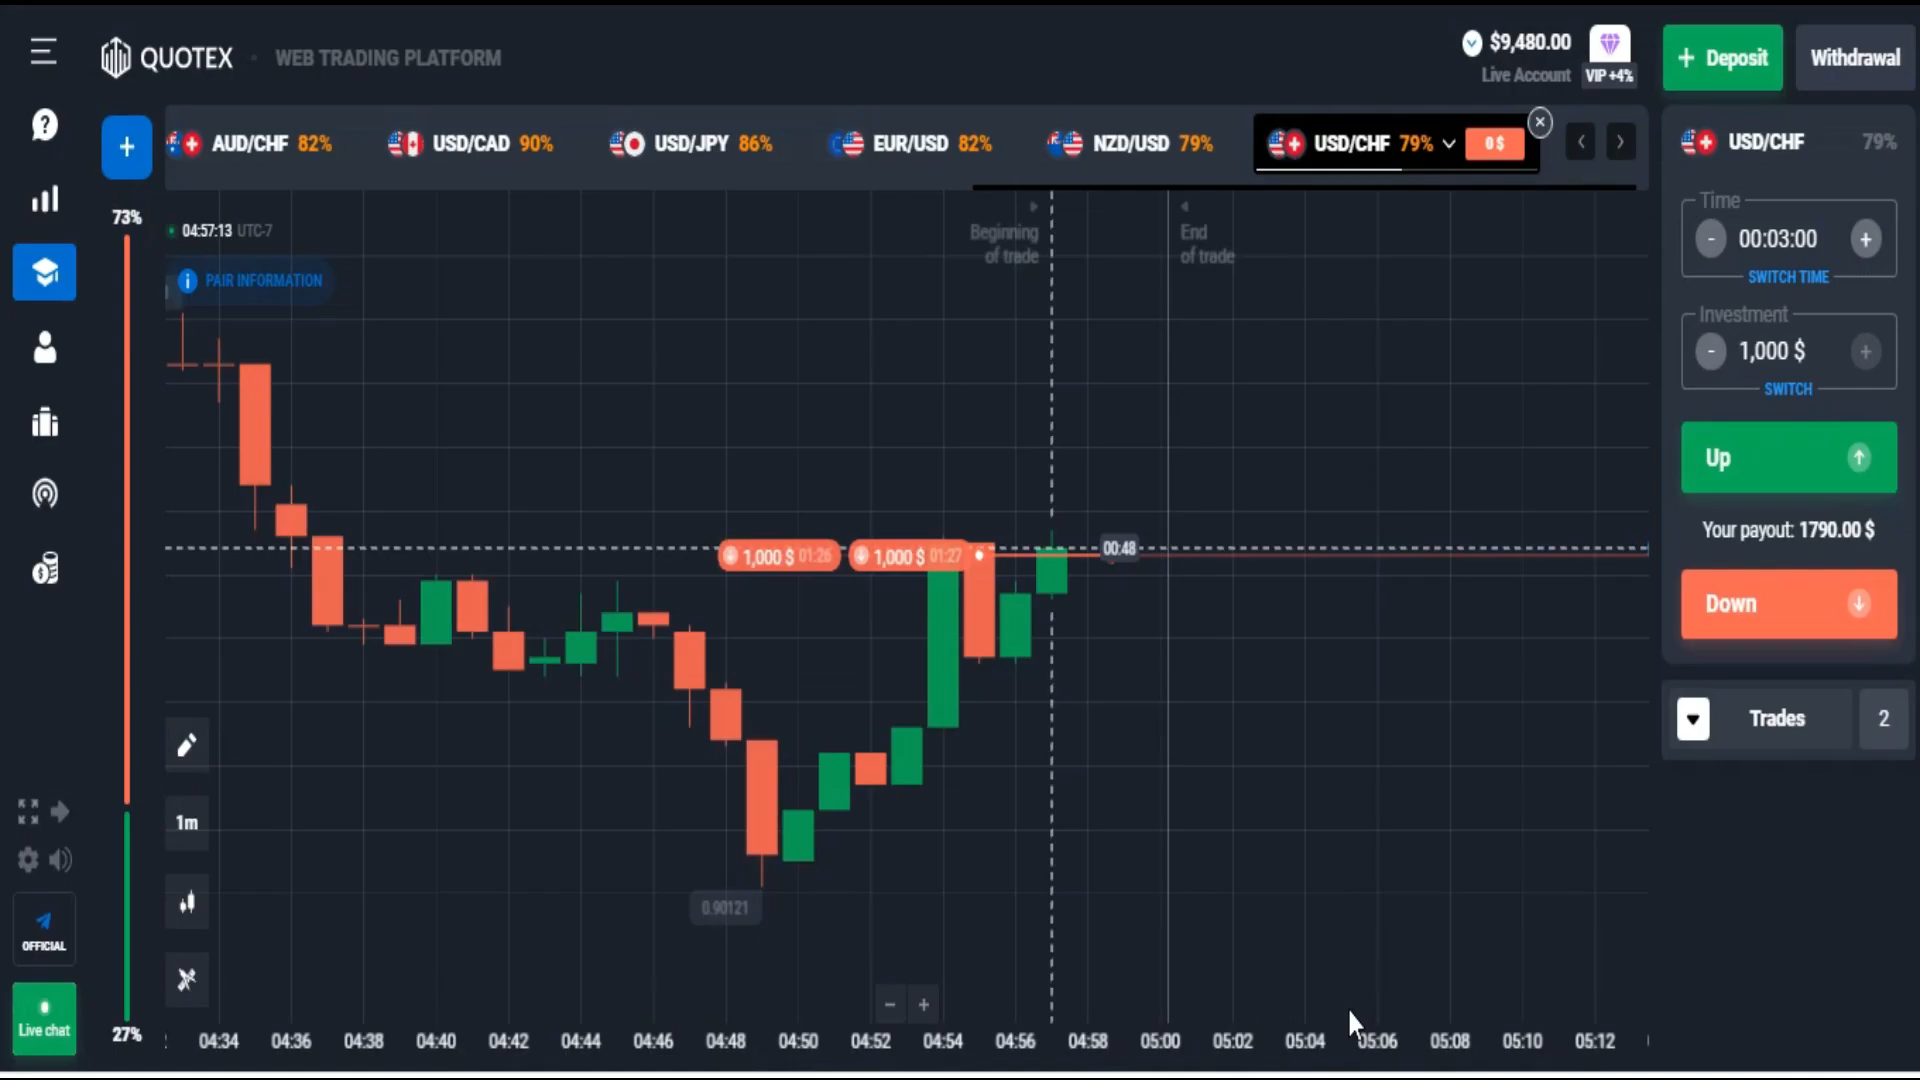 QUOTEX
WEB TRADING PLATFORM
$9,480.00
Live Account
VIP +4%
+ Deposit
Withdrawal
AUD/CHF 82%
USD/CAD 90%
USD/JPY 86%
EUR/USD 82%
NZD/USD 79%
USD/CHF 79%
0 $
USD/CHF 79%
73%
04:57:13 UTC-7
PAIR INFORMATION
Beginning
of trade
End
of trade
Time
- 00:03:00 +
SWITCH TIME
Investment
- 1,000 $ +
SWITCH
Up
Your payout: 1790.00 $
Down
Trades 2
1,000 $ 01:26
1,000 $ 01:27
00:48
1m
0.90121
OFFICIAL
Live chat
27%
- +
04:34 04:36 04:38 04:40 04:42 04:44 04:46 04:48 04:50 04:52 04:54 04:56 04:58 05:00 05:02 05:04 05:06 05:08 05:10 05:12